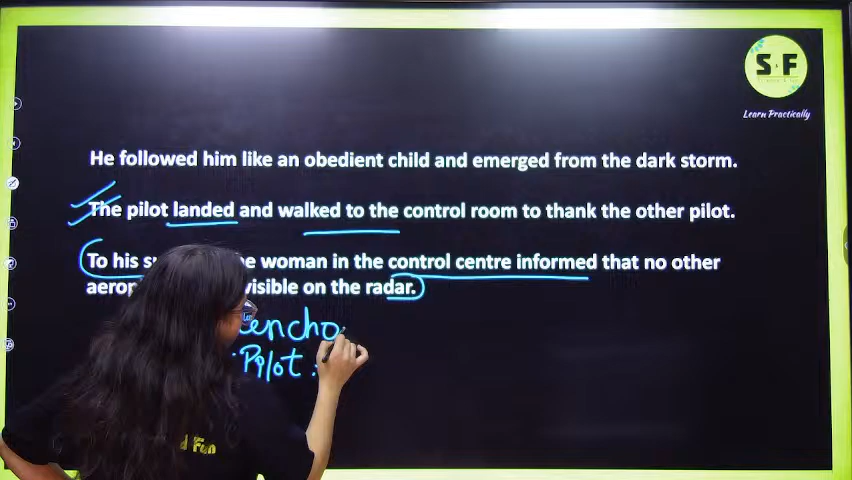 S F
Learn Practically
He followed him like an obedient child and emerged from the dark storm.
The pilot landed and walked to the control room to thank the other pilot.
To his woman in the control centre informed that no other
visible on the radar.
encho
Pilot :
d Fun